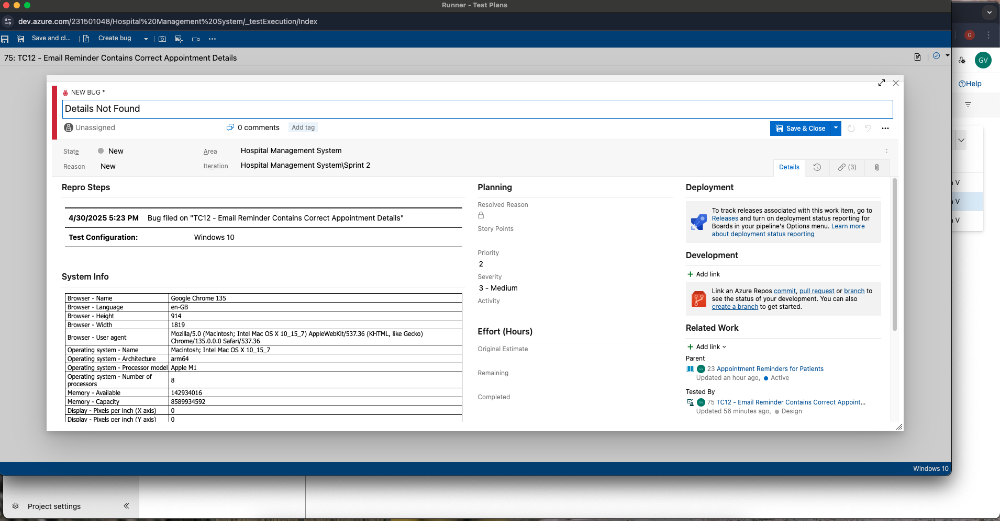 Runner - Test Plans
dev.azure.com/231501048/Hospital%20Management%20System/_testExecution/Index
Save and cl... | Create bug | ...
G
75: TC12 - Email Reminder Contains Correct Appointment Details
GV
Help
NEW BUG *
Details Not Found
Unassigned
0 comments
Add tag
Save & Close
State
New
Area
Hospital Management System
Reason
New
Iteration
Hospital Management System\Sprint 2
Details
(3)
Repro Steps
4/30/2025 5:23 PM Bug filed on "TC12 - Email Reminder Contains Correct Appointment Details"
Test Configuration: Windows 10
System Info
Browser - Name Google Chrome 135
Browser - Language en-GB
Browser - Height 914
Browser - Width 1819
Browser - User agent Mozilla/5.0 (Macintosh; Intel Mac OS X 10_15_7) AppleWebKit/537.36 (KHTML, like Gecko)
Chrome/135.0.0.0 Safari/537.36
Operating system - Name Macintosh; Intel Mac OS X 10_15_7
Operating system - Architecture arm64
Operating system - Processor model Apple M1
Operating system - Number of
processors 8
Memory - Available 142934016
Memory - Capacity 8589934592
Display - Pixels per inch (X axis) 0
Display - Pixels per inch (Y axis) 0
Planning
Resolved Reason
Story Points
Priority
2
Severity
3 - Medium
Activity
Effort (Hours)
Original Estimate
Remaining
Completed
Deployment
To track releases associated with this work item, go to
Releases and turn on deployment status reporting for
Boards in your pipeline's Options menu. Learn more
about deployment status reporting
Development
+ Add link
Link an Azure Repos commit, pull request or branch to
see the status of your development. You can also
create a branch to get started.
Related Work
+ Add link
Parent
GV 23 Appointment Reminders for Patients
Updated an hour ago, Active
Tested By
GV 75 TC12 - Email Reminder Contains Correct Appoint...
Updated 56 minutes ago, Design
V
V
V
Windows 10
Project settings